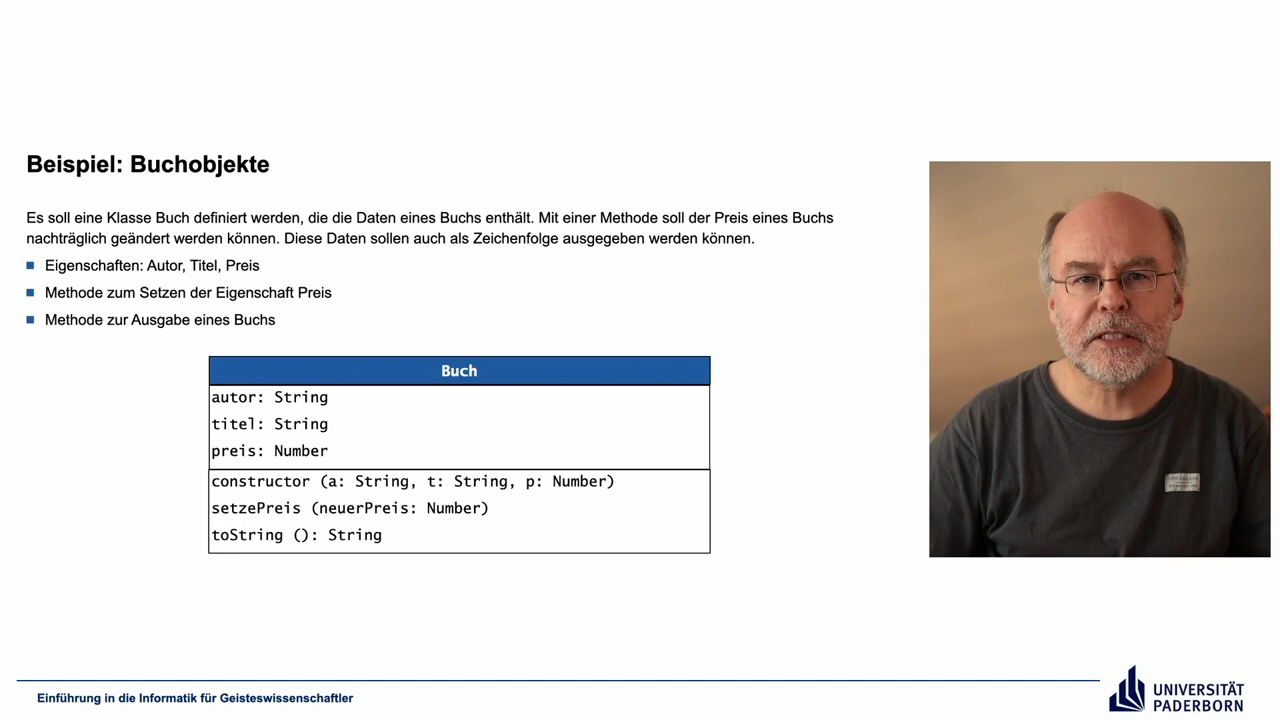 Beispiel: Buchobjekte
Es soll eine Klasse Buch definiert werden, die die Daten eines Buchs enthält. Mit einer Methode soll der Preis eines Buchs
nachträglich geändert werden können. Diese Daten sollen auch als Zeichenfolge ausgegeben werden können.
Eigenschaften: Autor, Titel, Preis
Methode zum Setzen der Eigenschaft Preis
Methode zur Ausgabe eines Buchs
Buch
autor: String
titel: String
preis: Number
constructor (a: String, t: String, p: Number)
setzePreis (neuerPreis: Number)
toString (): String
Einführung in die Informatik für Geisteswissenschaftler
UNIVERSITÄT
PADERBORN